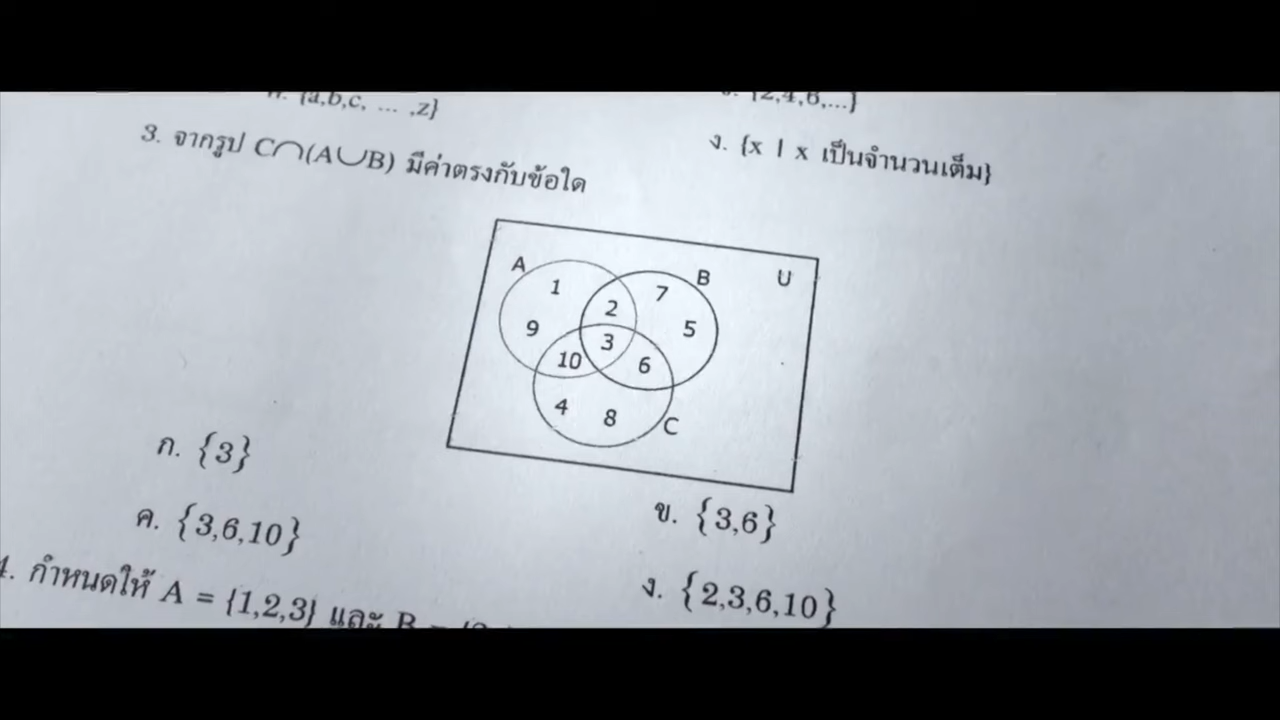 {a,b,c, ... ,z}
{2,4,6,...}
3. จากรูป C∩(A∪B) มีค่าตรงกับข้อใด
ง. {x | x เป็นจำนวนเต็ม}
A
B
U
1
7
2
9
5
3
10
6
4
8
C
ก. {3}
ข. {3,6}
ค. {3,6,10}
ง. {2,3,6,10}
4. กำหนดให้ A = {1,2,3} และ B =